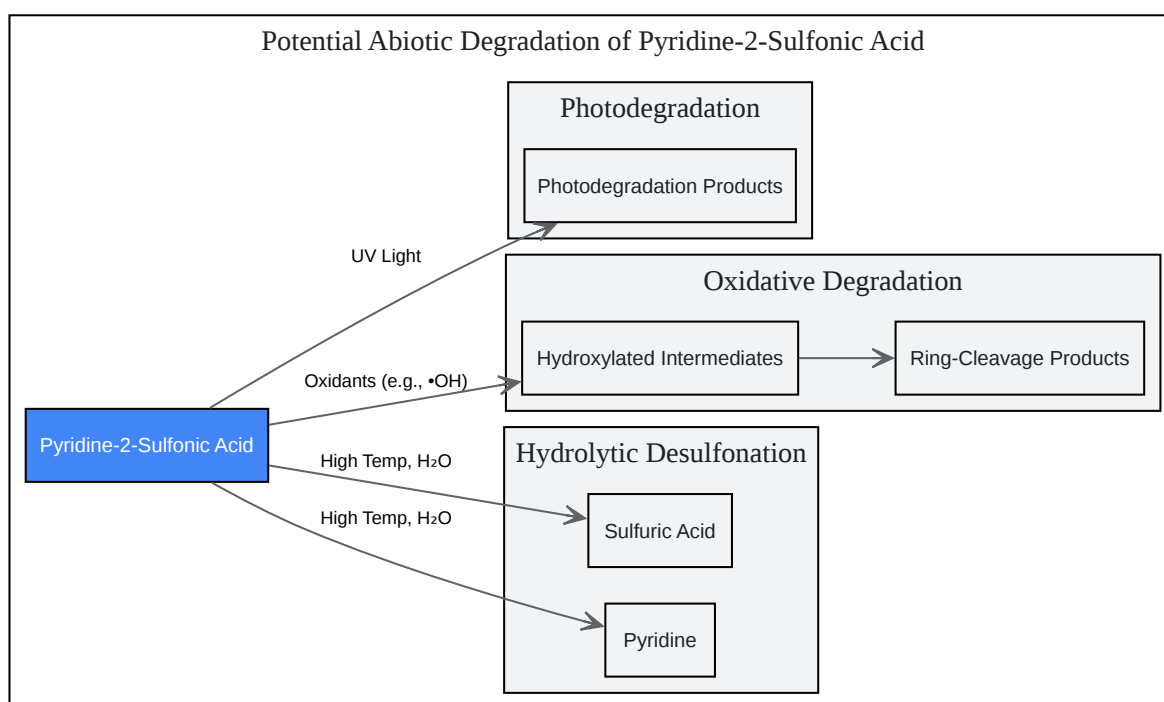 Potential Abiotic Degradation of Pyridine-2-Sulfonic Acid
Photodegradation
Photodegradation Products
UV Light
Oxidative Degradation
Hydroxylated Intermediates
Ring-Cleavage Products
Oxidants (e.g., •OH)
Pyridine-2-Sulfonic Acid
Hydrolytic Desulfonation
High Temp, H₂O
High Temp, H₂O
Sulfuric Acid
Pyridine